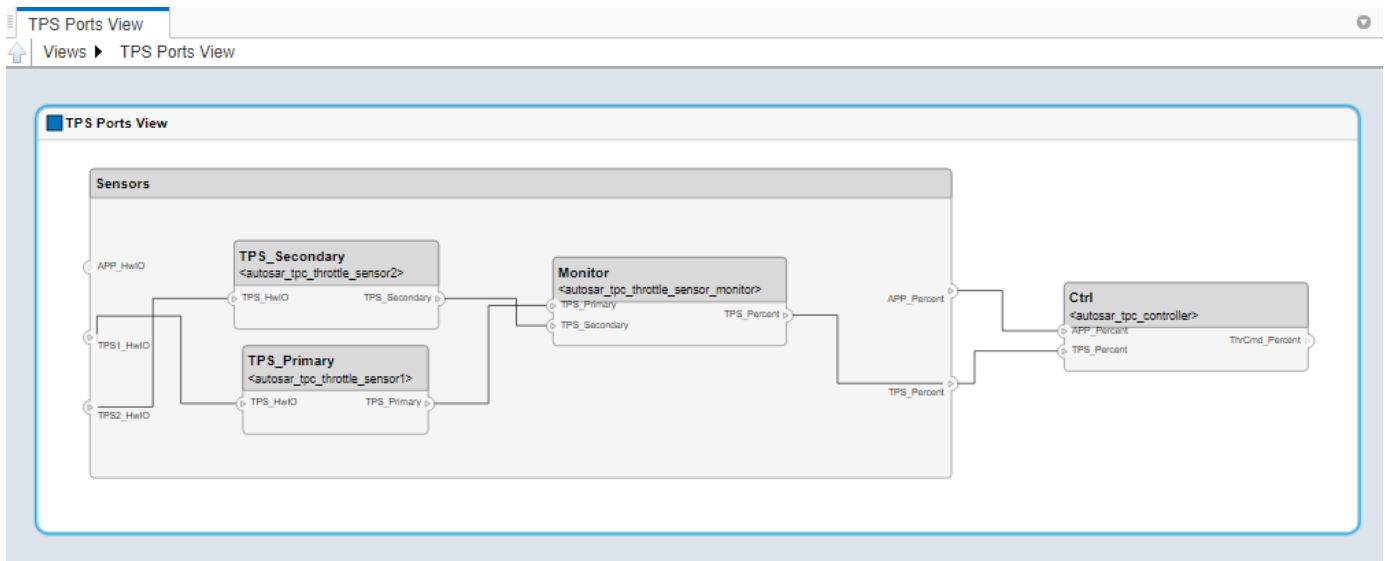 TPS Ports View
Views TPS Ports View
TPS Ports View
Sensors
APP_HwIO
TPS1_HwIO
TPS2_HwIO
TPS_Secondary
<autosar_tpc_throttle_sensor2>
TPS_HwIO TPS_Secondary
TPS_Primary
<autosar_tpc_throttle_sensor1>
TPS_HwIO TPS_Primary
Monitor
<autosar_tpc_throttle_sensor_monitor>
TPS_Primary
TPS_Percent
TPS_Secondary
APP_Percent
TPS_Percent
Ctrl
<autosar_tpc_controller>
APP_Percent
ThrCmd_Percent
TPS_Percent